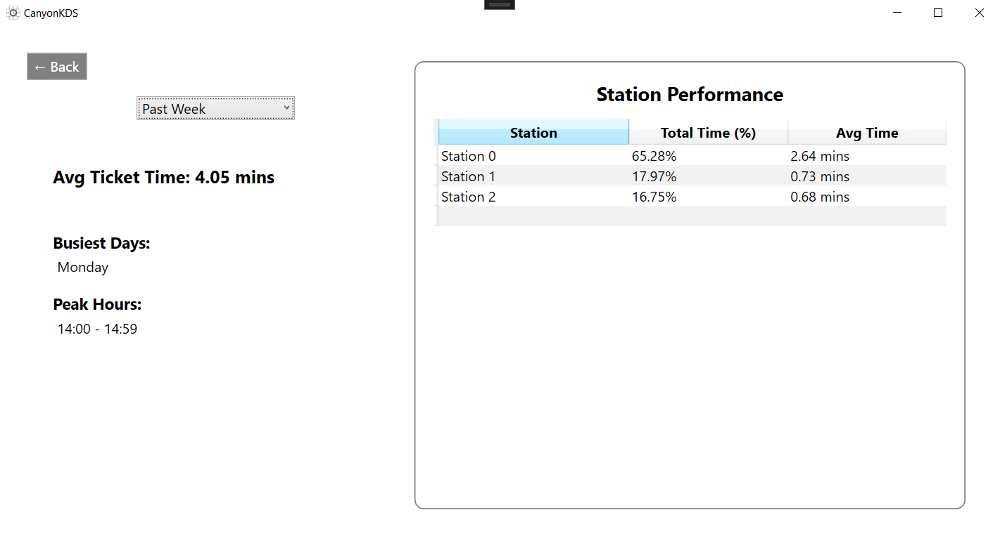 CanyonKDS
← Back
Past Week
Avg Ticket Time: 4.05 mins
Busiest Days:
Monday
Peak Hours:
14:00 - 14:59
Station Performance
Station Total Time (%) Avg Time
Station 0 65.28% 2.64 mins
Station 1 17.97% 0.73 mins
Station 2 16.75% 0.68 mins